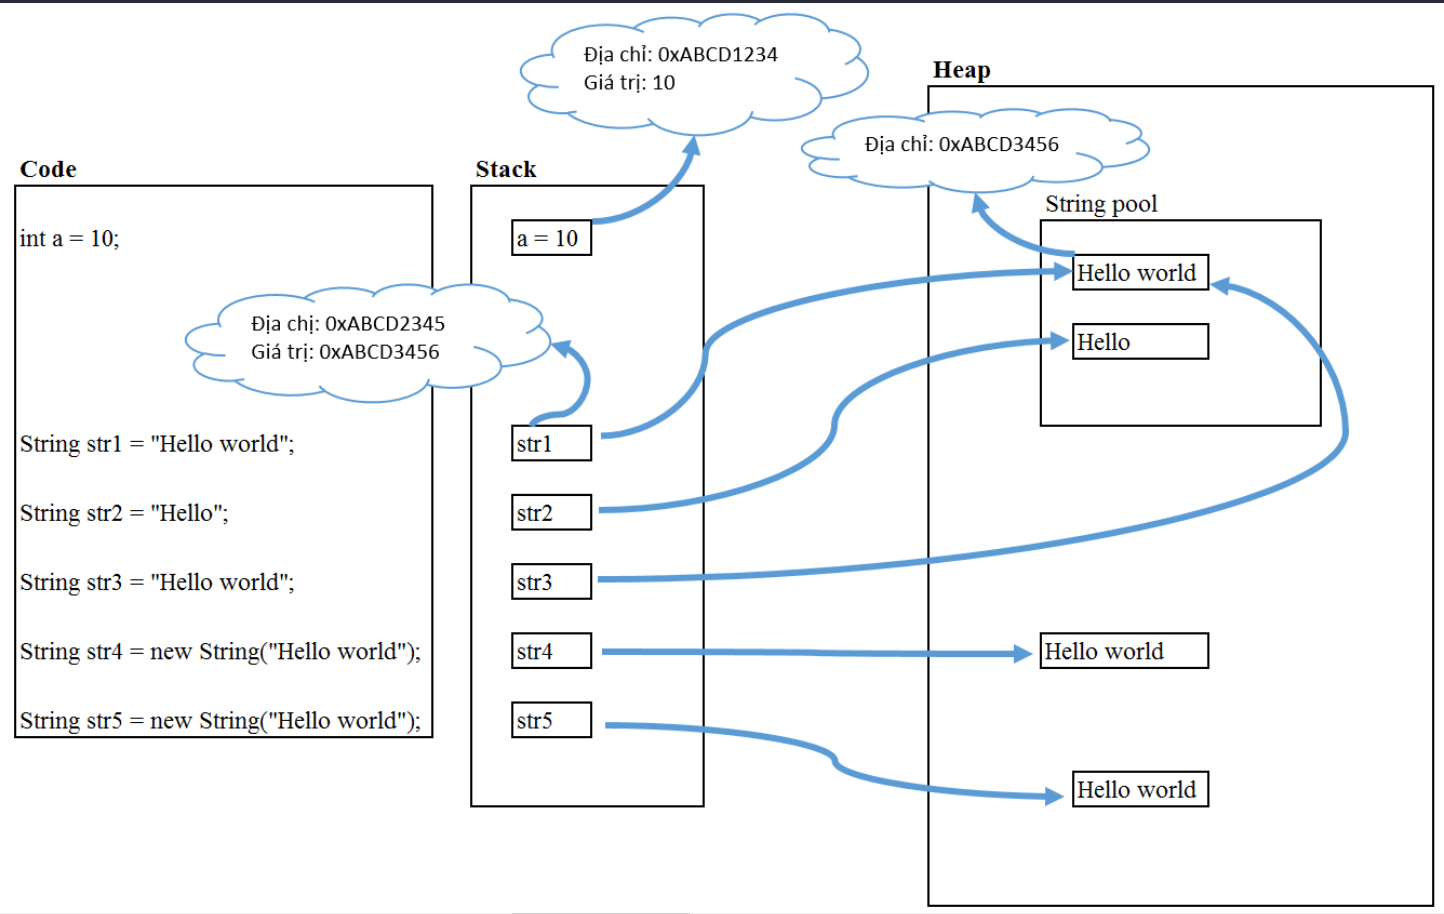 Địa chỉ: 0xABCD1234
Giá trị: 10
Heap
Địa chỉ: 0xABCD3456
Code
Stack
String pool
int a = 10;
a = 10
Hello world
Địa chị: 0xABCD2345
Giá trị: 0xABCD3456
Hello
String str1 = "Hello world";
str1
String str2 = "Hello";
str2
String str3 = "Hello world";
str3
String str4 = new String("Hello world");
str4
Hello world
String str5 = new String("Hello world");
str5
Hello world